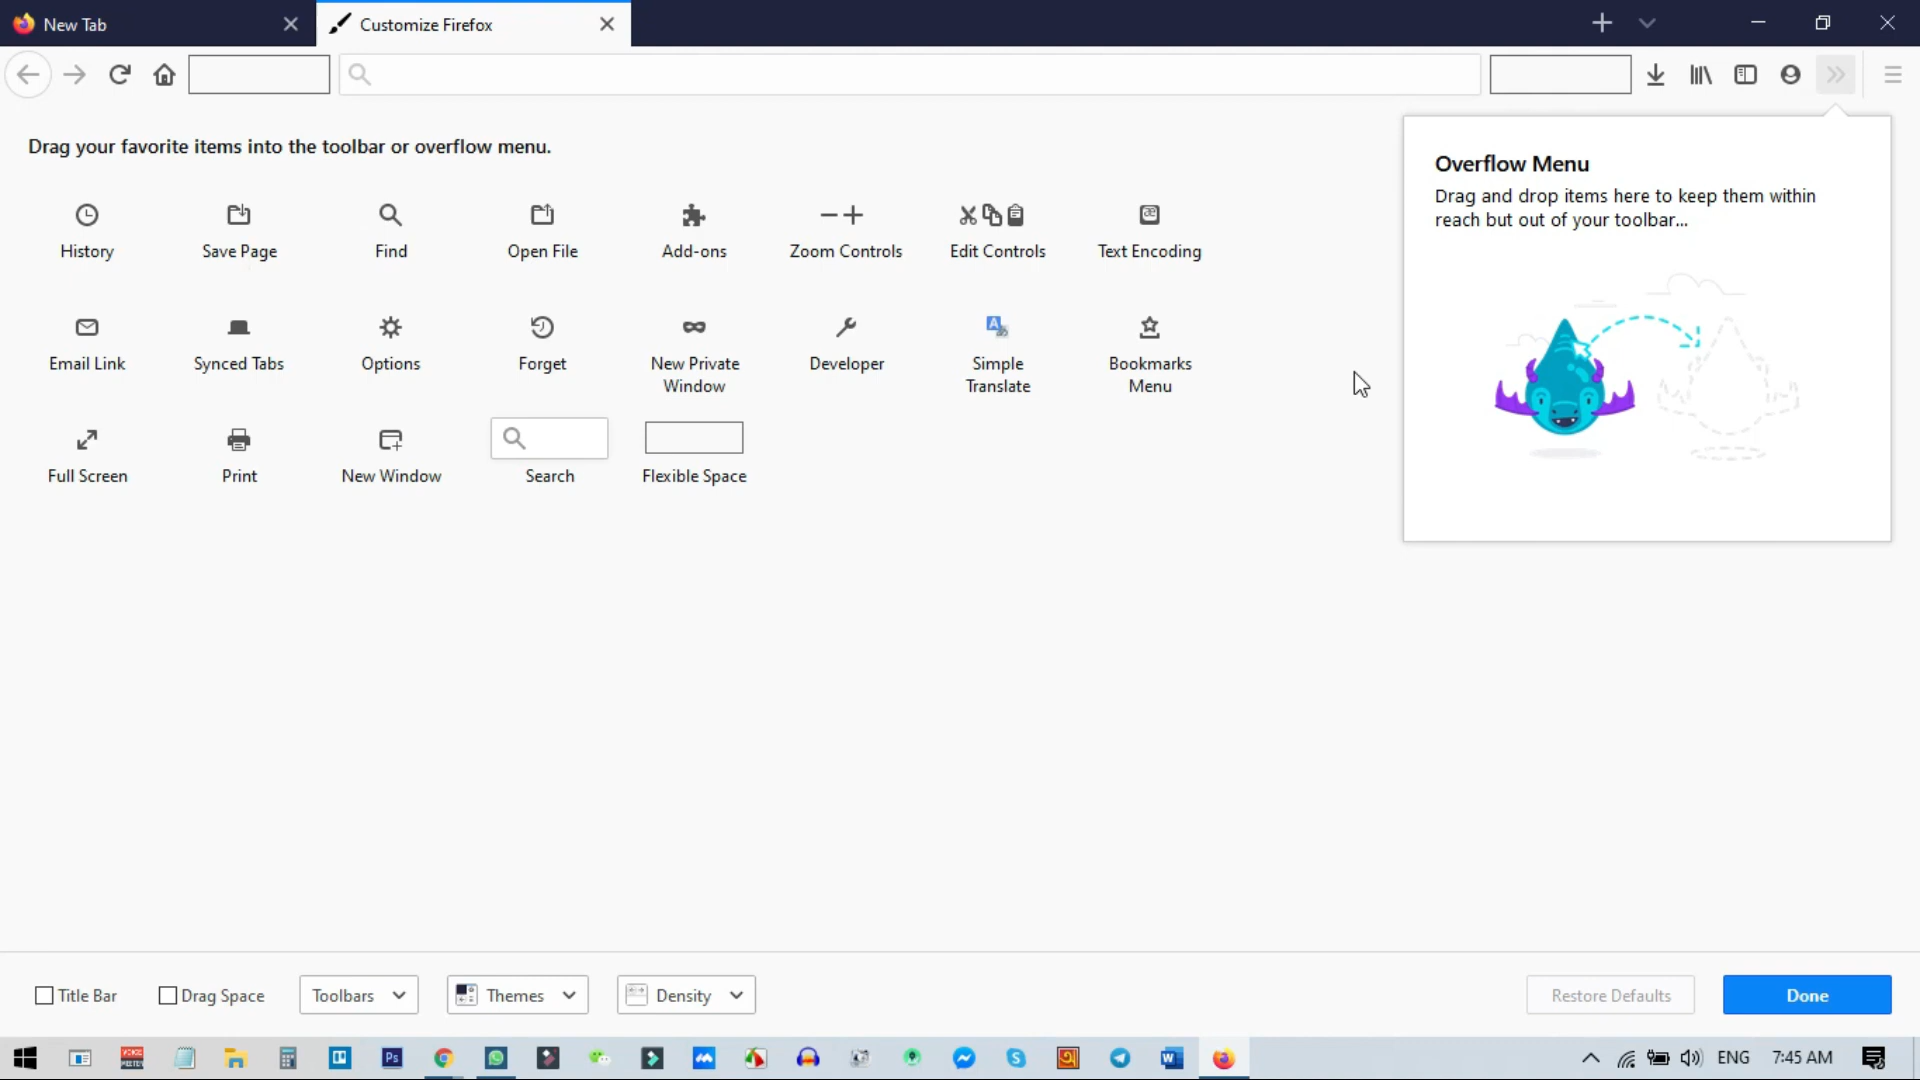 New Tab
Customize Firefox
Drag your favorite items into the toolbar or overflow menu.
Overflow Menu
Drag and drop items here to keep them within
reach but out of your toolbar...
History
Save Page
Find
Open File
Add-ons
Zoom Controls
Edit Controls
Text Encoding
Email Link
Synced Tabs
Options
Forget
New Private
Window
Developer
Simple
Translate
Bookmarks
Menu
Full Screen
Print
New Window
Search
Flexible Space
Title Bar
Drag Space
Toolbars
Themes
Density
Restore Defaults
Done
Ps
ENG
7:45 AM